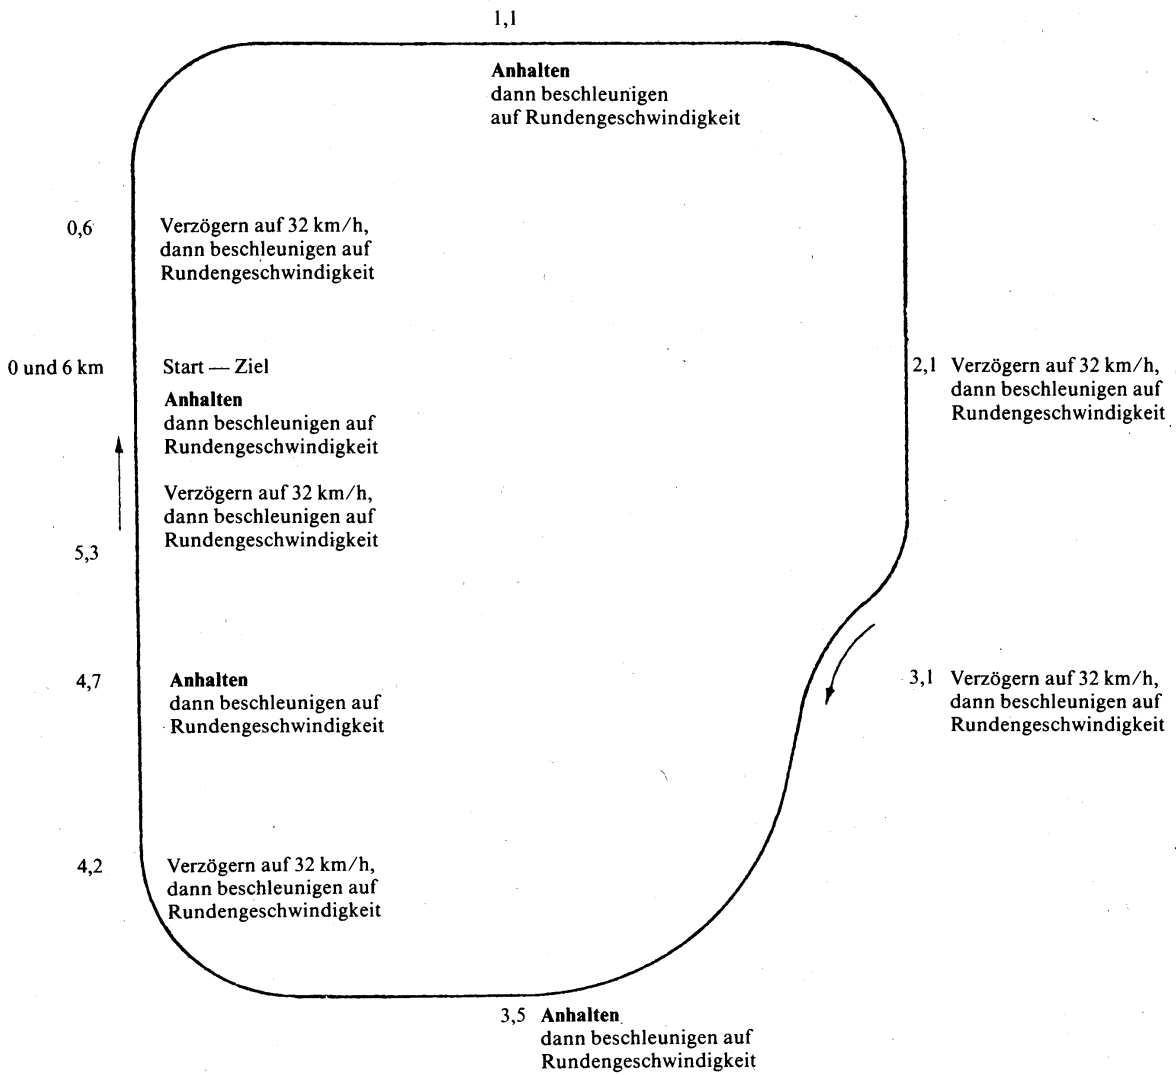 1,1
Anhalten
dann beschleunigen
auf Rundengeschwindigkeit
0,6
Verzögern auf 32 km/h,
dann beschleunigen auf
Rundengeschwindigkeit
0 und 6 km
Start — Ziel
Anhalten
dann beschleunigen auf
Rundengeschwindigkeit
2,1 Verzögern auf 32 km/h,
dann beschleunigen auf
Rundengeschwindigkeit
Verzögern auf 32 km/h,
dann beschleunigen auf
Rundengeschwindigkeit
5,3
4,7
Anhalten
dann beschleunigen auf
Rundengeschwindigkeit
3,1 Verzögern auf 32 km/h,
dann beschleunigen auf
Rundengeschwindigkeit
4,2
Verzögern auf 32 km/h,
dann beschleunigen auf
Rundengeschwindigkeit
3,5 Anhalten
dann beschleunigen auf
Rundengeschwindigkeit